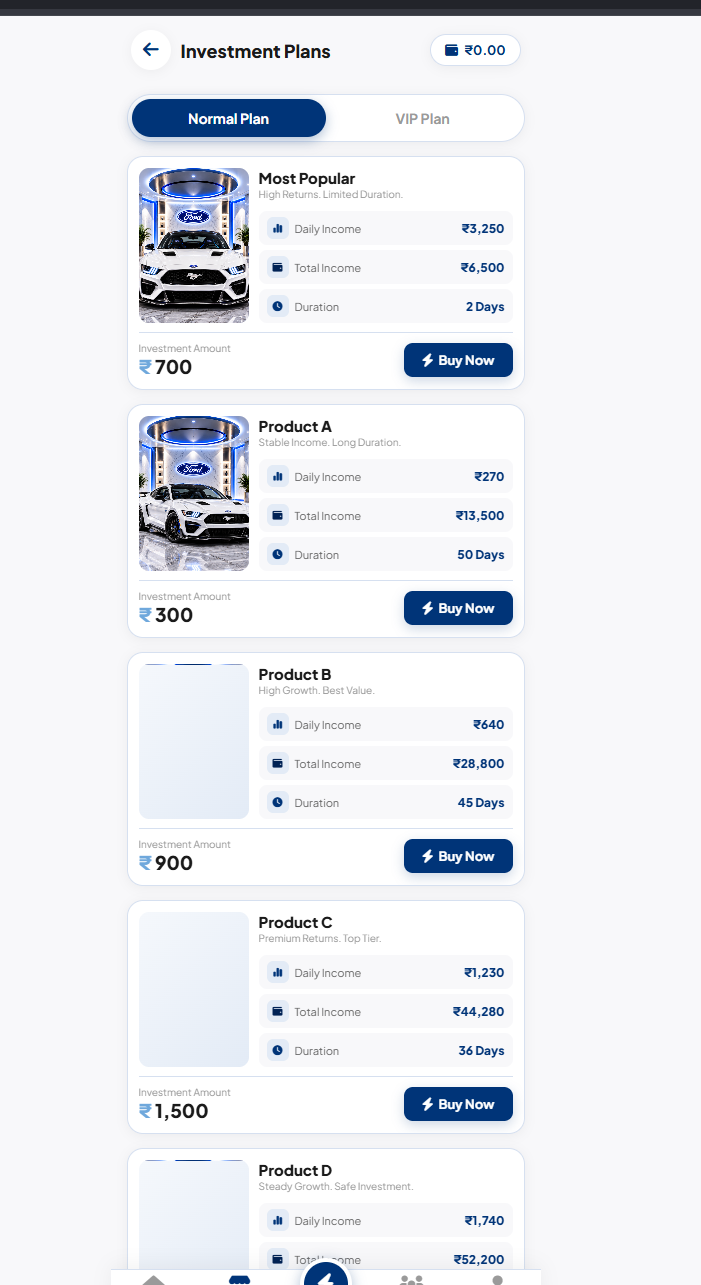 Investment Plans
₹0.00
Normal Plan
VIP Plan
Ford
Most Popular
High Returns. Limited Duration.
Daily Income
₹3,250
Total Income
₹6,500
Duration
2 Days
Investment Amount
₹ 700
Buy Now
Ford
Product A
Stable Income. Long Duration.
Daily Income
₹270
Total Income
₹13,500
Duration
50 Days
Investment Amount
₹ 300
Buy Now
Product B
High Growth. Best Value.
Daily Income
₹640
Total Income
₹28,800
Duration
45 Days
Investment Amount
₹ 900
Buy Now
Product C
Premium Returns. Top Tier.
Daily Income
₹1,230
Total Income
₹44,280
Duration
36 Days
Investment Amount
₹ 1,500
Buy Now
Product D
Steady Growth. Safe Investment.
Daily Income
₹1,740
Total Income
₹52,200